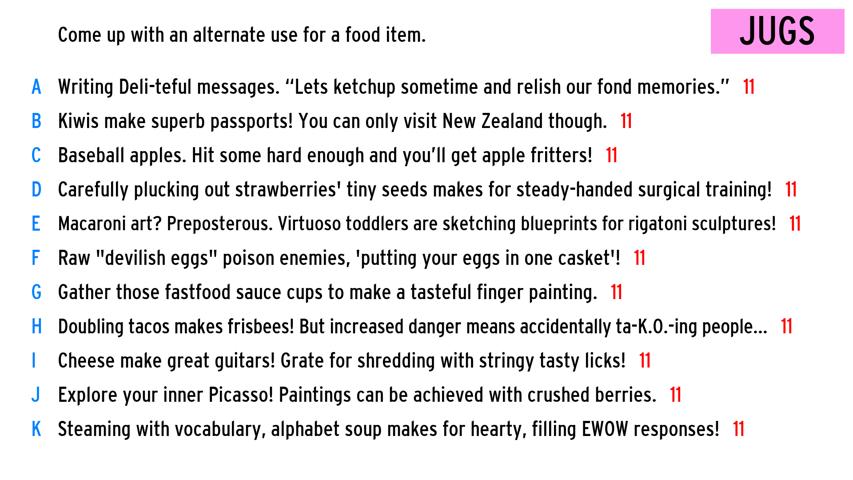 Come up with an alternate use for a food item.
JUGS
A Writing Deli-teful messages. “Lets ketchup sometime and relish our fond memories.” 11
B Kiwis make superb passports! You can only visit New Zealand though. 11
C Baseball apples. Hit some hard enough and you’ll get apple fritters! 11
D Carefully plucking out strawberries' tiny seeds makes for steady-handed surgical training! 11
E Macaroni art? Preposterous. Virtuoso toddlers are sketching blueprints for rigatoni sculptures! 11
F Raw "devilish eggs" poison enemies, 'putting your eggs in one casket'! 11
G Gather those fastfood sauce cups to make a tasteful finger painting. 11
H Doubling tacos makes frisbees! But increased danger means accidentally ta-K.O.-ing people... 11
I Cheese make great guitars! Grate for shredding with stringy tasty licks! 11
J Explore your inner Picasso! Paintings can be achieved with crushed berries. 11
K Steaming with vocabulary, alphabet soup makes for hearty, filling EWOW responses! 11